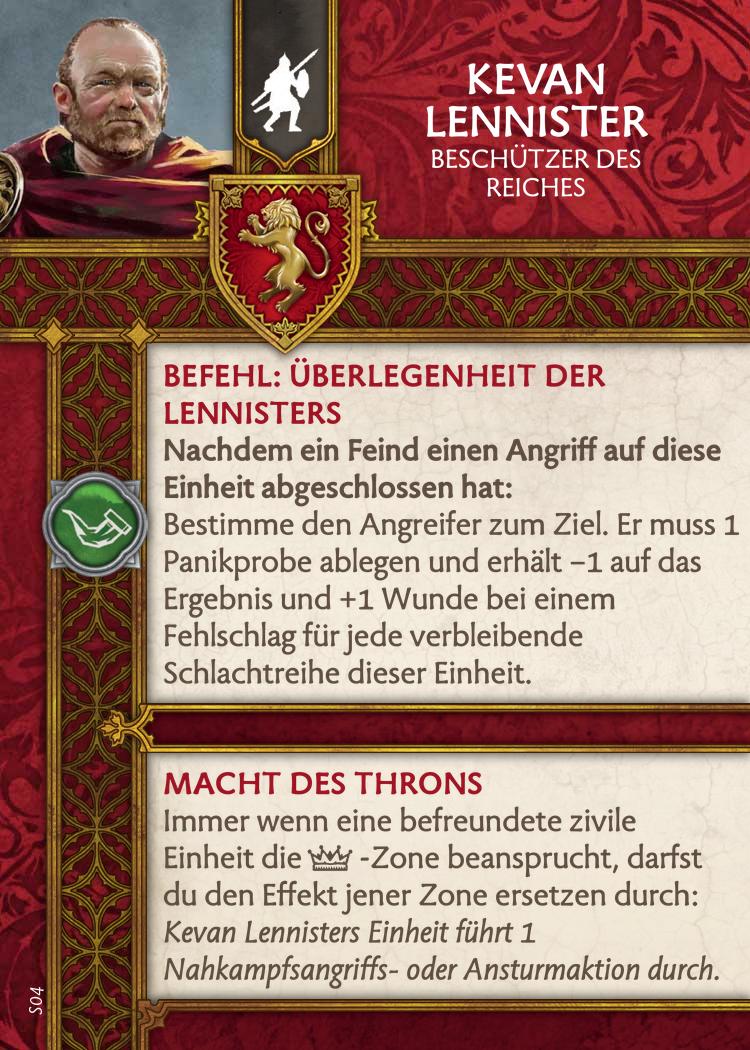 KEVAN
LENNISTER
BESCHÜTZER DES
REICHES
BEFEHL: ÜBERLEGENHEIT DER
LENNISTERS
Nachdem ein Feind einen Angriff auf diese
Einheit abgeschlossen hat:
Bestimme den Angreifer zum Ziel. Er muss 1
Panikprobe ablegen und erhält −1 auf das
Ergebnis und +1 Wunde bei einem
Fehlschlag für jede verbleibende
Schlachtreihe dieser Einheit.
MACHT DES THRONS
Immer wenn eine befreundete zivile
Einheit die -Zone beansprucht, darfst
du den Effekt jener Zone ersetzen durch:
Kevan Lennisters Einheit führt 1
Nahkampfsangriffs- oder Ansturmaktion durch.
S04